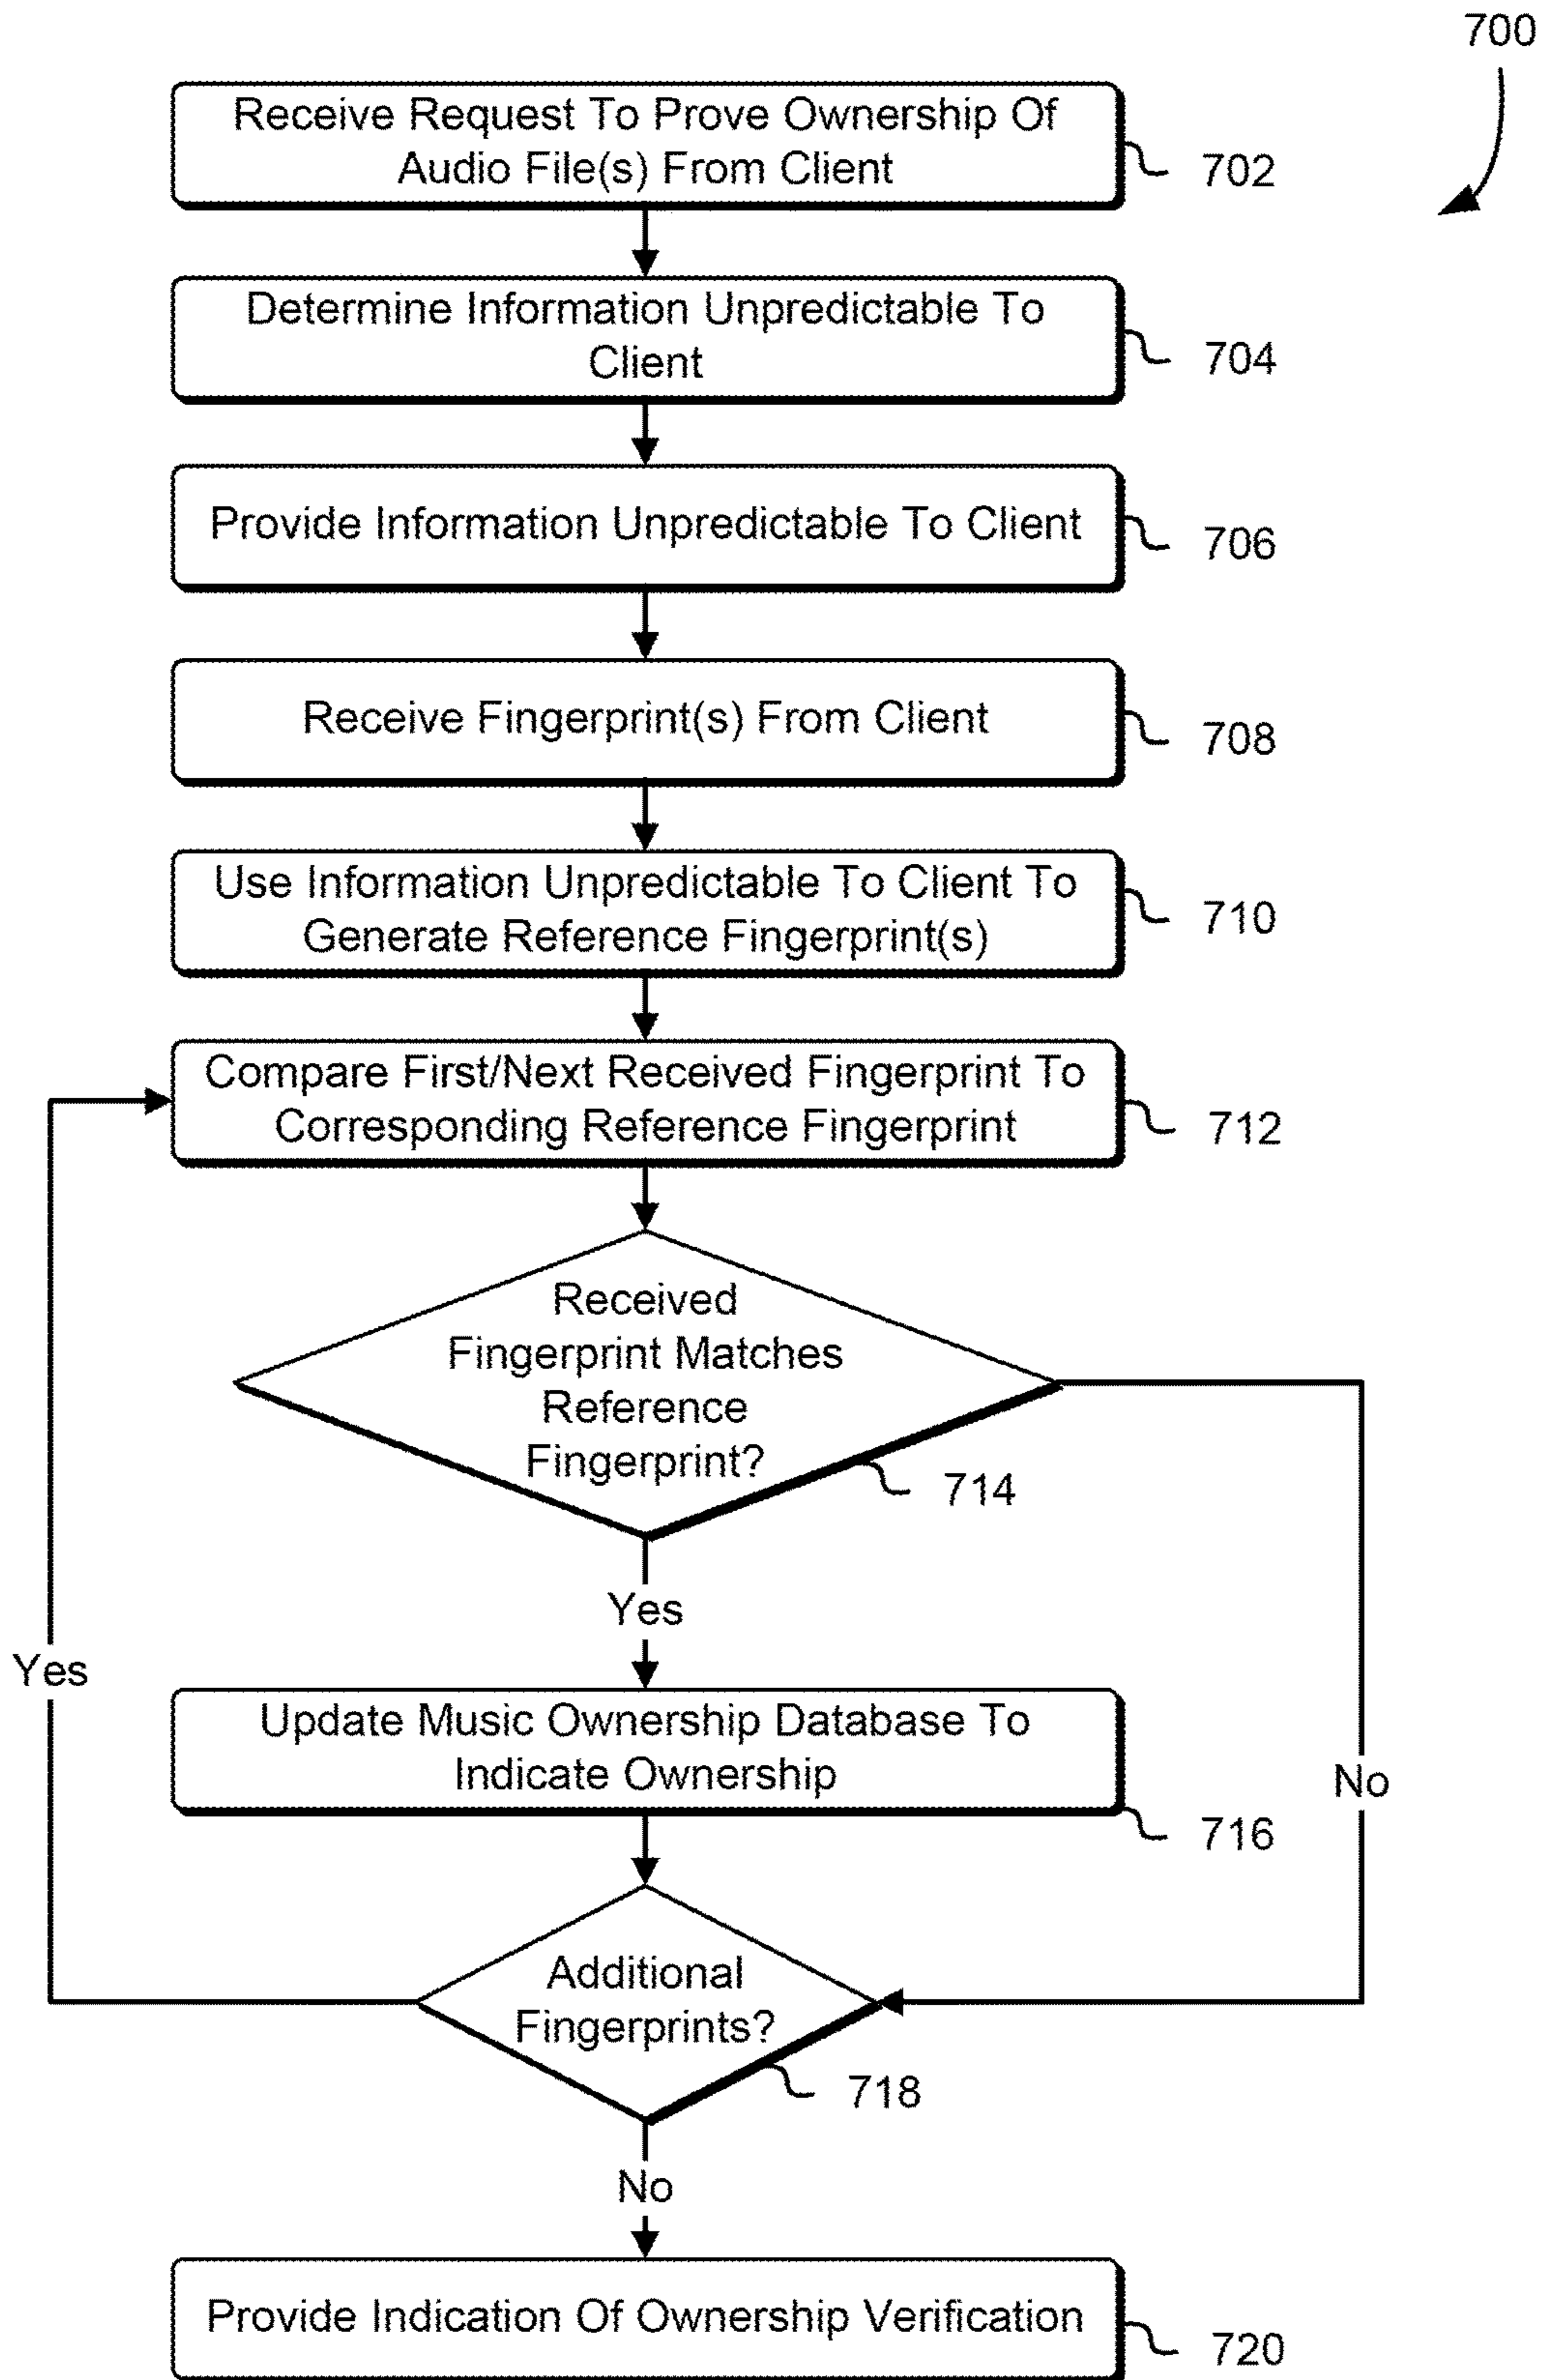 700
Receive Request To Prove Ownership Of
Audio File(s) From Client
702
Determine Information Unpredictable To
Client
704
Provide Information Unpredictable To Client
706
Receive Fingerprint(s) From Client
708
Use Information Unpredictable To Client To
Generate Reference Fingerprint(s)
710
Compare First/Next Received Fingerprint To
Corresponding Reference Fingerprint
712
Received
Fingerprint Matches
Reference
Fingerprint?
714
Yes
Yes
Update Music Ownership Database To
Indicate Ownership
No
716
Additional
Fingerprints?
718
No
Provide Indication Of Ownership Verification
720